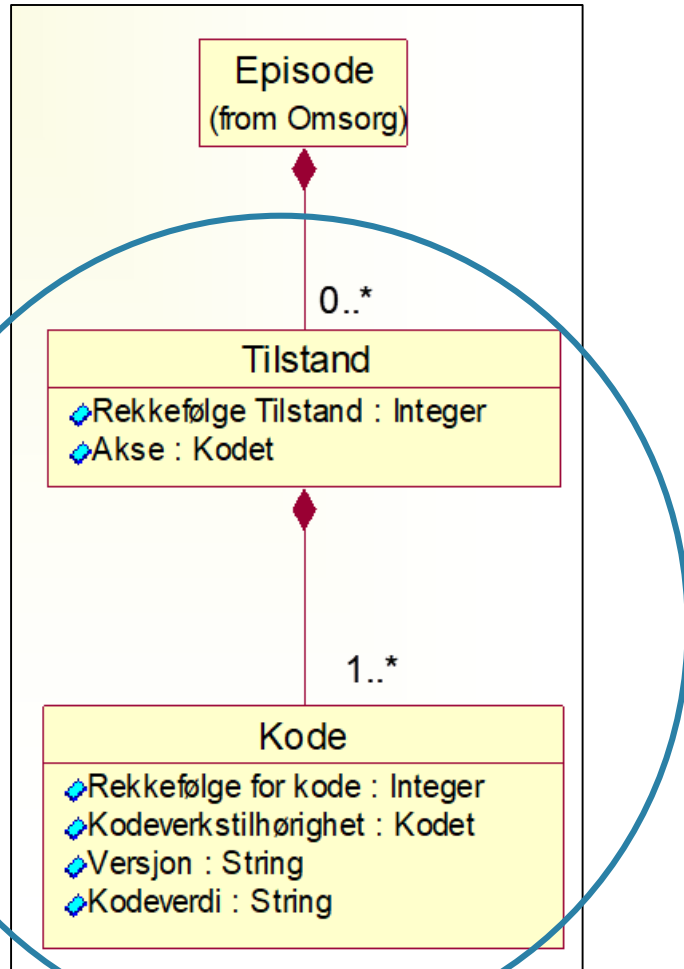 Episode
(from Omsorg)
0..*
Tilstand
Rekkefølge Tilstand : Integer
Akse : Kodet
1..*
Kode
Rekkefølge for kode : Integer
Kodeverkstilhørighet : Kodet
Versjon : String
Kodeverdi : String